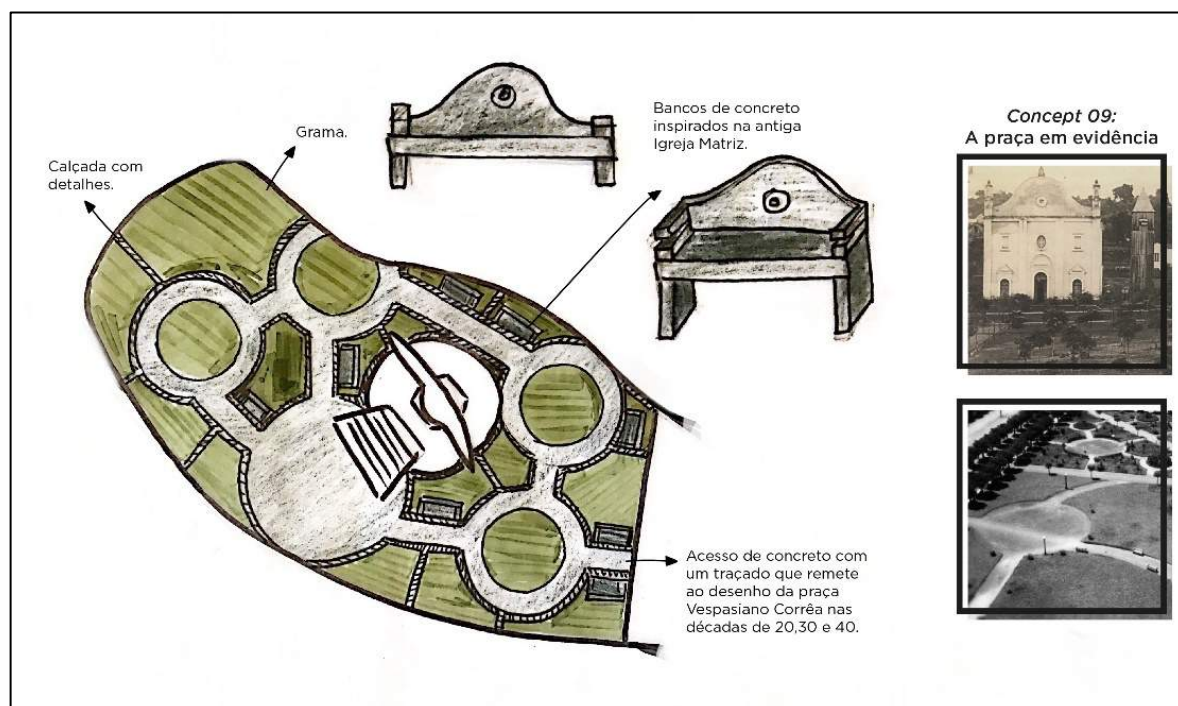 Grama.
Calçada com
detalhes.
Bancos de concreto
inspirados na antiga
Igreja Matriz.
Concept 09:
A praça em evidência
Acesso de concreto com
um traçado que remete
ao desenho da praça
Vespasiano Corrêa nas
décadas de 20,30 e 40.